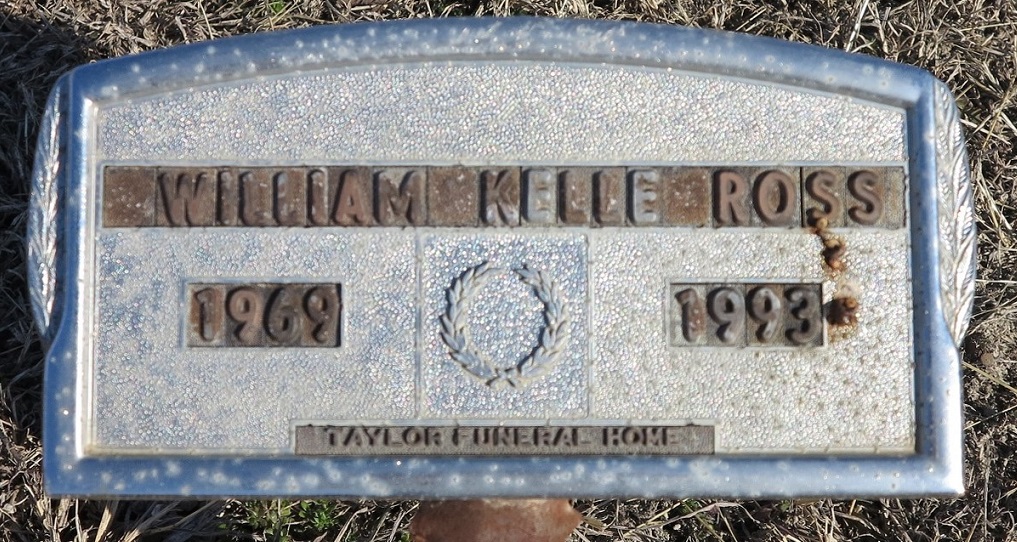 WILLIAM KELLE ROSS
1969 1993
TAYLOR FUNERAL HOME